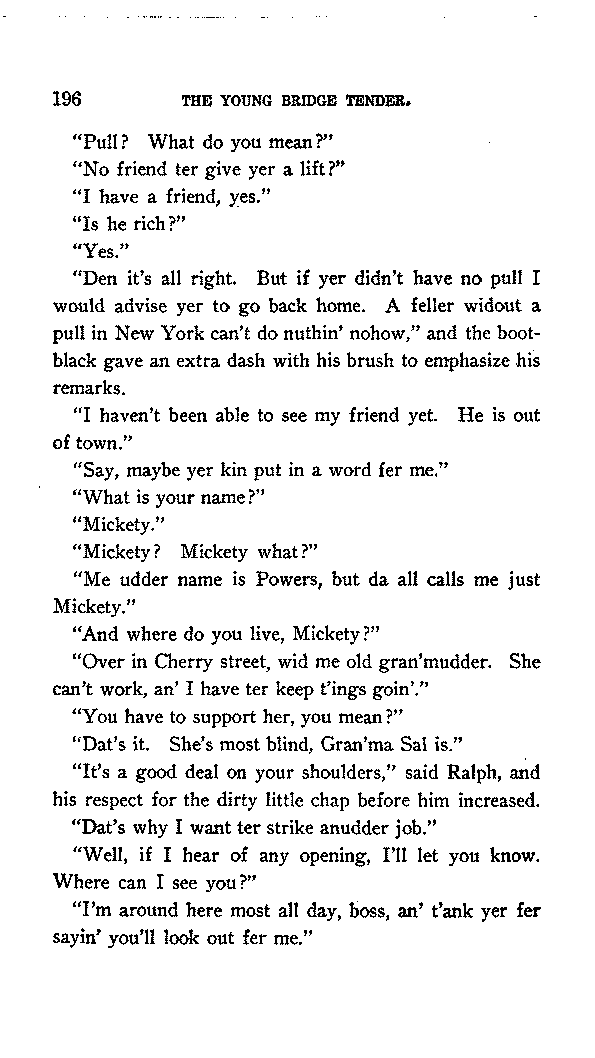 196 THE YOUNG BRIDGE TENDER.
"Pull? What do you mean?"
"No friend ter give yer a lift?"
"I have a friend, yes."
"Is he rich?"
"Yes."
"Den it's all right. But if yer didn't have no pull I
would advise yer to go back home. A feller widout a
pull in New York can't do nuthin' nohow," and the boot-
black gave an extra dash with his brush to emphasize his
remarks.
"I haven't been able to see my friend yet. He is out
of town."
"Say, maybe yer kin put in a word fer me."
"What is your name?"
"Mickety."
"Mickety? Mickety what?"
"Me udder name is Powers, but da all calls me just
Mickety."
"And where do you live, Mickety?"
"Over in Cherry street, wid me old gran'mudder. She
can't work, an' I have ter keep t'ings goin'."
"You have to support her, you mean?"
"Dat's it. She's most blind, Gran'ma Sal is."
"It's a good deal on your shoulders," said Ralph, and
his respect for the dirty little chap before him increased.
"Dat's why I want ter strike anudder job."
"Well, if I hear of any opening, I'll let you know.
Where can I see you?"
"I'm around here most all day, boss, an' t'ank yer fer
sayin' you'll look out fer me."